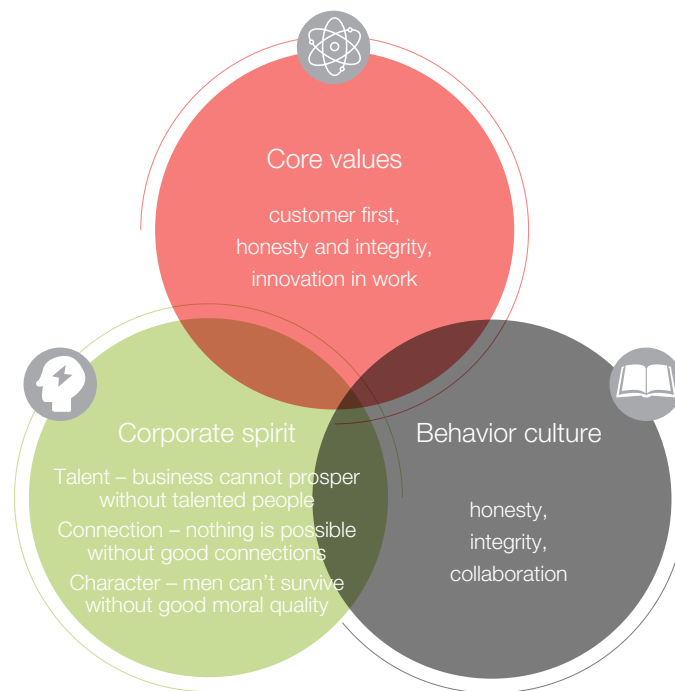 Core values
customer first,
honesty and integrity,
innovation in work
Corporate spirit
Talent – business cannot prosper
without talented people
Connection – nothing is possible
without good connections
Character – men can't survive
without good moral quality
Behavior culture
honesty,
integrity,
collaboration